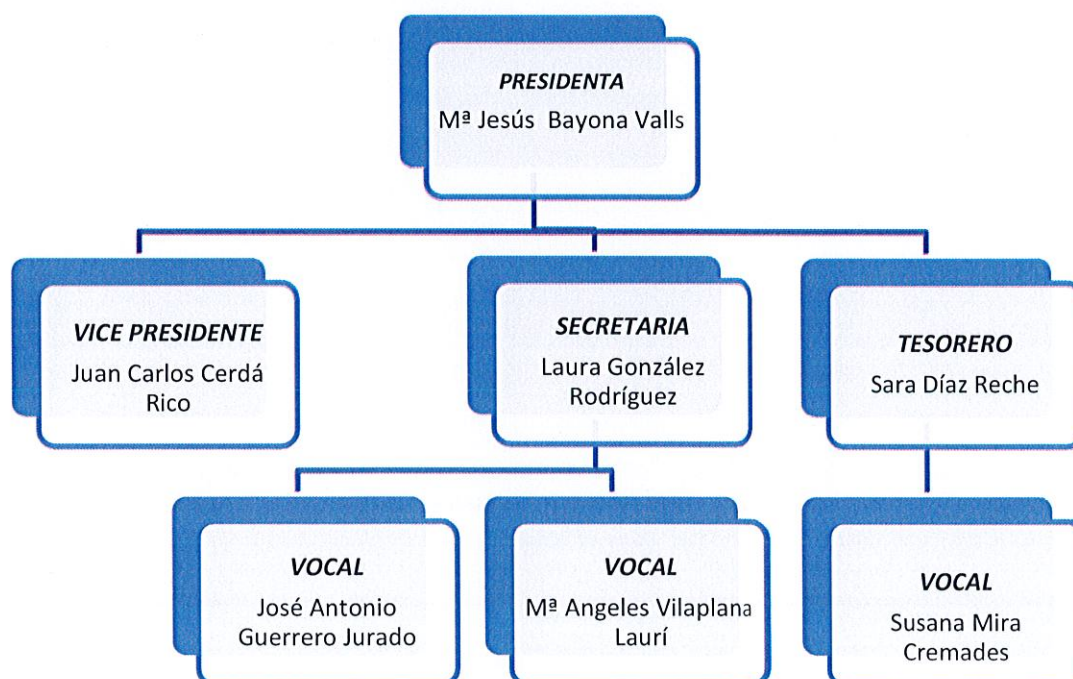 PRESIDENTA
Mª Jesús Bayona Valls
VICE PRESIDENTE
Juan Carlos Cerdá
Rico
SECRETARIA
Laura González
Rodríguez
TESORERO
Sara Díaz Reche
VOCAL
José Antonio
Guerrero Jurado
VOCAL
Mª Angeles Vilaplana
Laurí
VOCAL
Susana Mira
Cremades